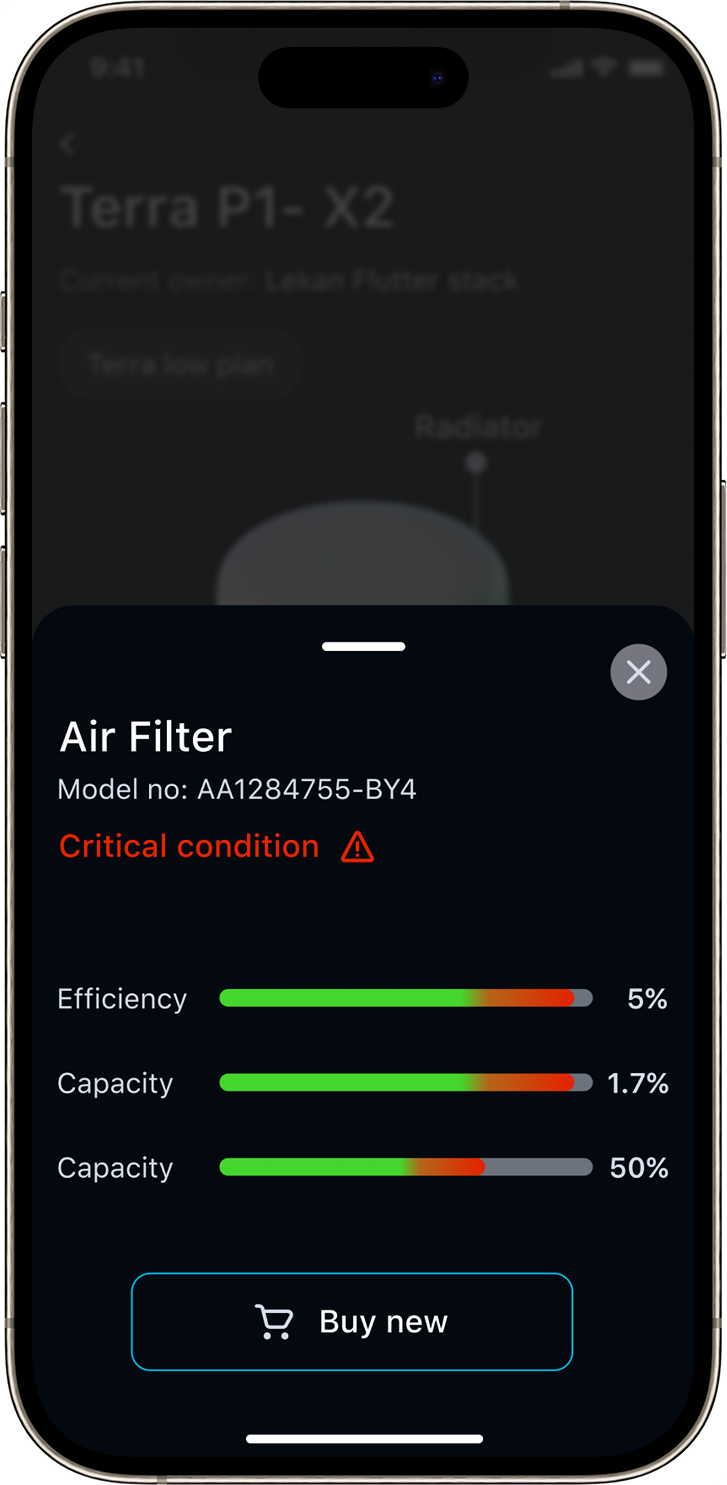 9:41
Terra P1- X2
Current owner: Lekan Flutter stack
Terra low plan
Radiator
Air Filter
Model no: AA1284755-BY4
Critical condition
Efficiency 5%
Capacity 1.7%
Capacity 50%
Buy new